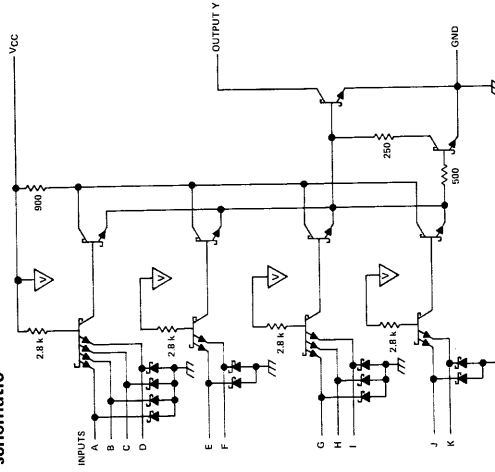 schematic
VCC
900
2.8 k
V
INPUTS
A
B
C
D
2.8 k
V
E
F
OUTPUT Y
2.8 k
V
G
H
I
250
500
GND
2.8 k
V
J
K